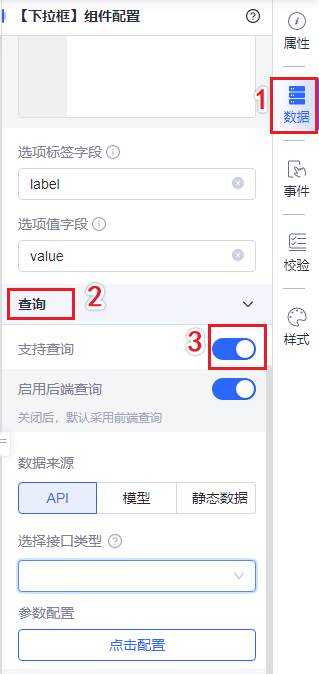 【下拉框】组件配置
属性
1
数据
选项标签字段
label
事件
选项值字段
value
校验
查询
2
支持查询
3
样式
启用后端查询
关闭后，默认采用前端查询
数据来源
API 模型 静态数据
选择接口类型
参数配置
点击配置